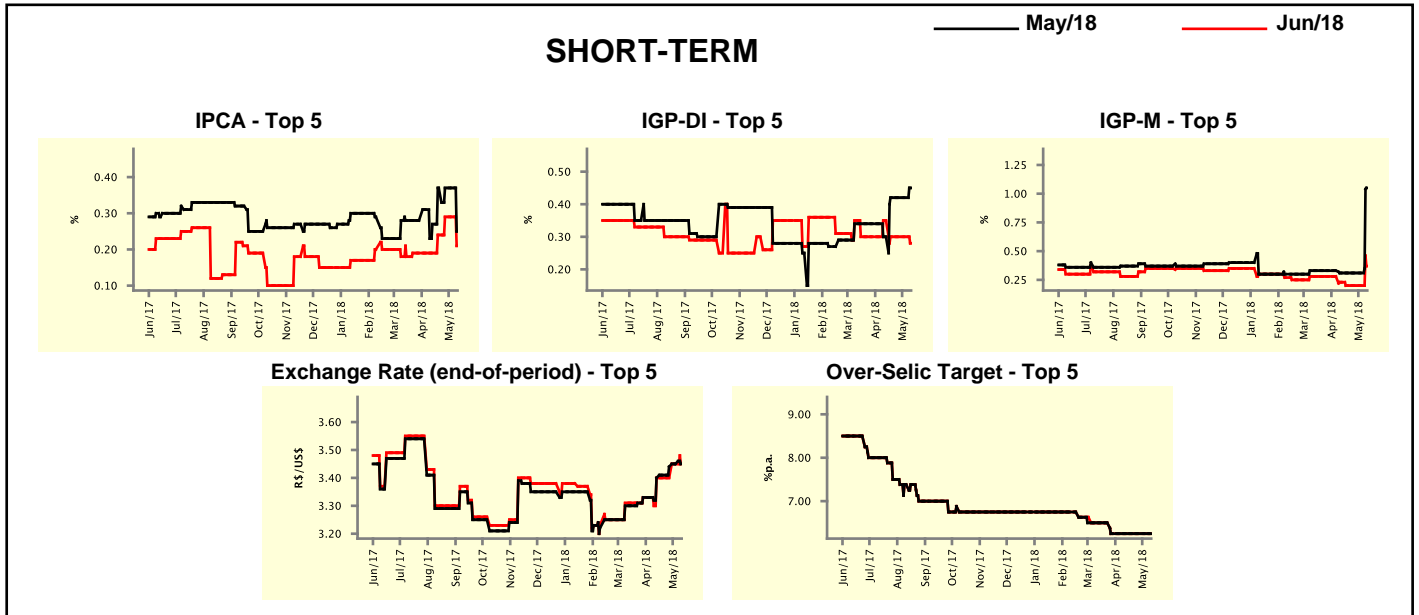 May/18
Jun/18
SHORT-TERM
IPCA - Top 5
%
0.40
0.30
0.20
0.10
Jun/17
Jul/17
Aug/17
Sep/17
Oct/17
Nov/17
Dec/17
Jan/18
Feb/18
Mar/18
Apr/18
May/18
IGP-DI - Top 5
%
0.50
0.40
0.30
0.20
Jun/17
Jul/17
Aug/17
Sep/17
Oct/17
Nov/17
Dec/17
Jan/18
Feb/18
Mar/18
Apr/18
May/18
IGP-M - Top 5
%
1.25
1.00
0.75
0.50
0.25
Jun/17
Jul/17
Aug/17
Sep/17
Oct/17
Nov/17
Dec/17
Jan/18
Feb/18
Mar/18
Apr/18
May/18
Exchange Rate (end-of-period) - Top 5
R$/US$
3.60
3.50
3.40
3.30
3.20
Jun/17
Jul/17
Aug/17
Sep/17
Oct/17
Nov/17
Dec/17
Jan/18
Feb/18
Mar/18
Apr/18
May/18
Over-Selic Target - Top 5
%p.a.
9.00
8.00
7.00
Jun/17
Jul/17
Aug/17
Sep/17
Oct/17
Nov/17
Dec/17
Jan/18
Feb/18
Mar/18
Apr/18
May/18